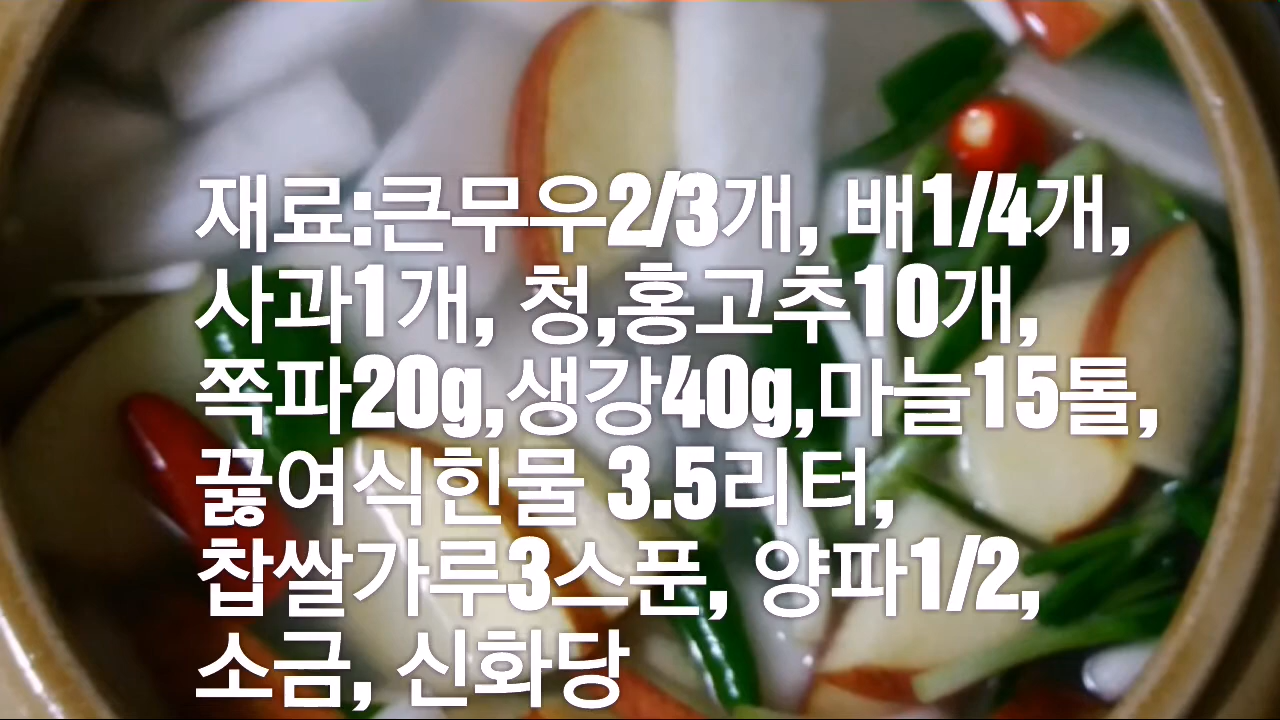 재료:큰무우2/3개, 배1/4개,
사과1개, 청,홍고추10개,
쪽파20g,생강40g,마늘15톨,
끓여식힌물 3.5리터,
찹쌀가루3스푼, 양파1/2,
소금, 신화당